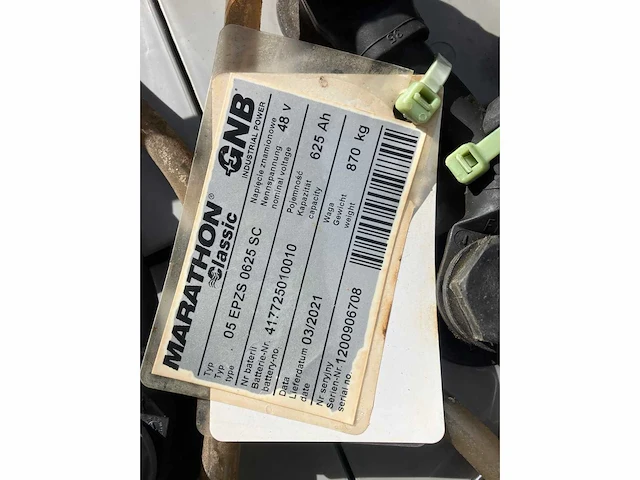 MARATHON®
Classic
GNB
INDUSTRIAL POWER
Typ
Typ
type
05 EPZS 0625 SC
Napięcie znamionowe
Nennspannung
nominal voltage
48 V
Nr baterii
Batterie-Nr.
battery-no.
417725010010
Pojemność
Kapazität
capacity
625 Ah
Data
Lieferdatum
date
03/2021
Waga
Gewicht
weight
870 kg
Nr seryjny
Serien-Nr.
serial no.
1200906708